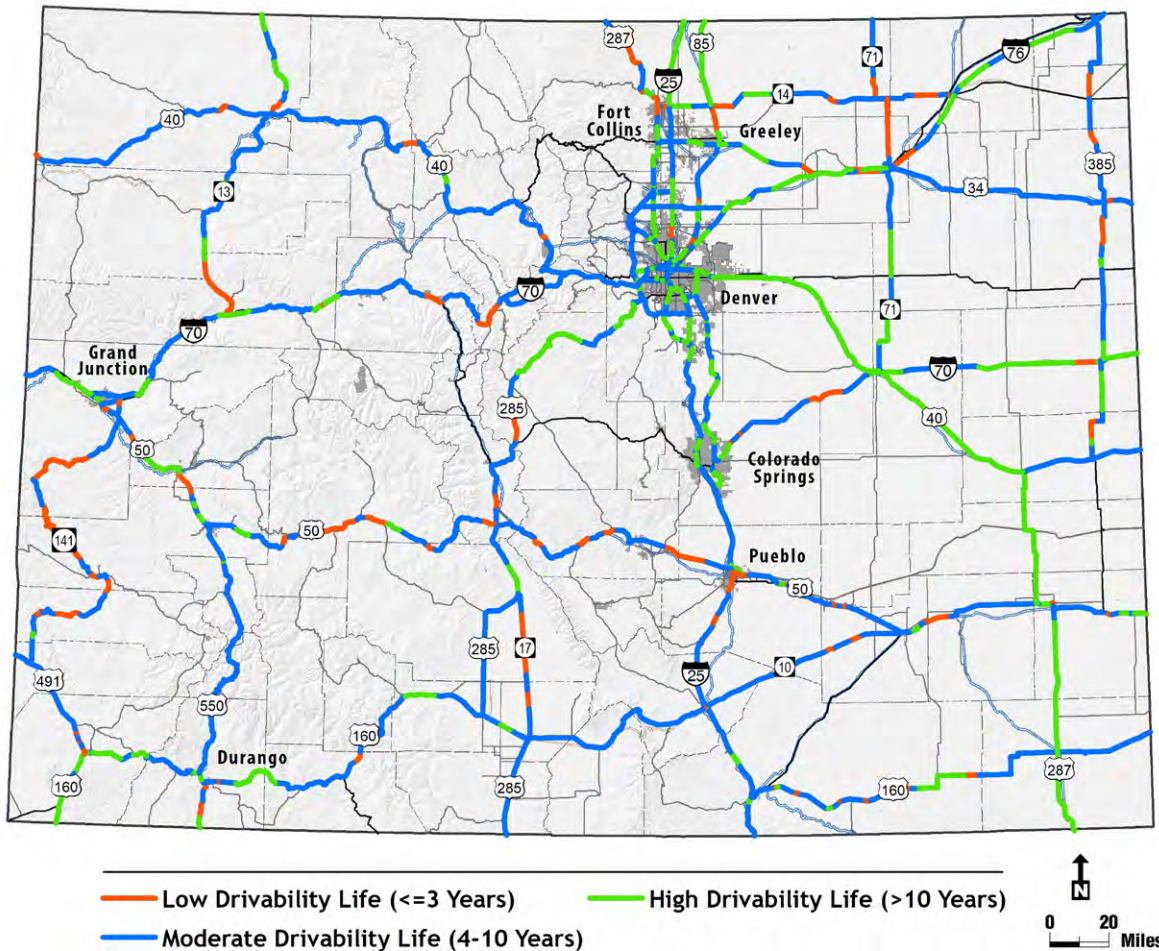 287
85
25
71
76
14
Fort
Collins
Greeley
40
40
385
13
34
70
Denver
71
70
Grand
Junction
285
70
40
50
Colorado
Springs
141
50
Pueblo
50
285
17
10
491
25
550
160
Durango
160
285
160
287
Low Drivability Life (<=3 Years)
High Drivability Life (>10 Years)
Moderate Drivability Life (4-10 Years)
N
0 20
Miles